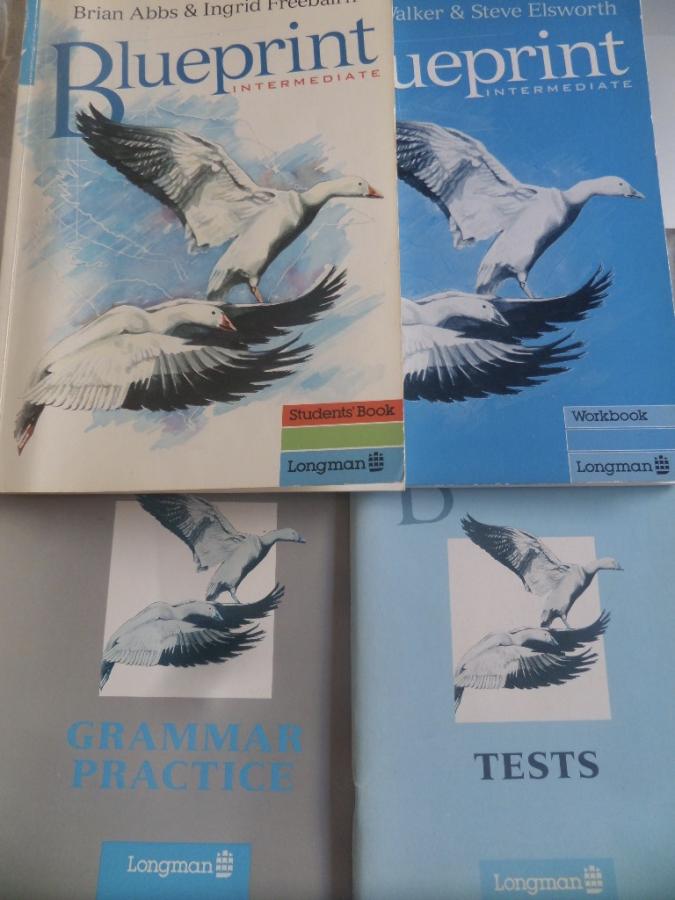 Brian Abbs & Ingrid Freebairn
Blueprint
INTERMEDIATE
Students' Book
Longman
Walker & Steve Elsworth
ueprint
INTERMEDIATE
Workbook
Longman
GRAMMAR
PRACTICE
Longman
B
TESTS
Longman